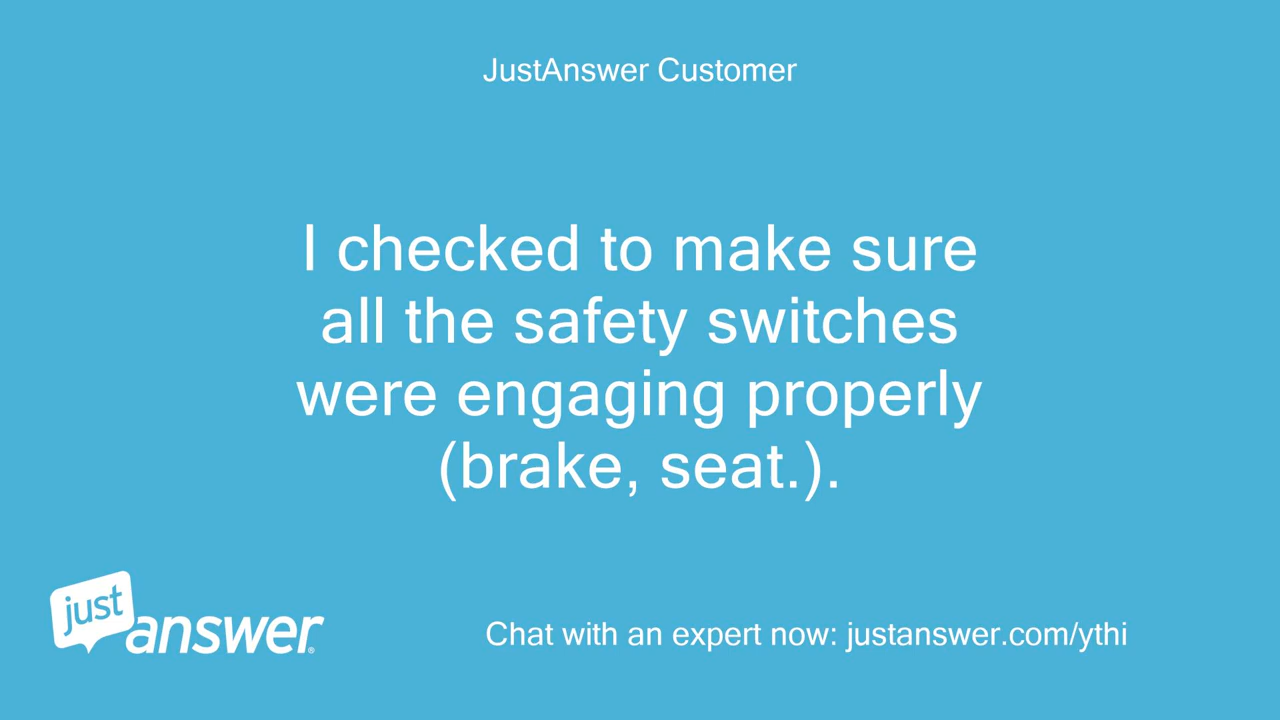 JustAnswer Customer
I checked to make sure
all the safety switches
were engaging properly
(brake, seat.).
just
answer®
Chat with an expert now: justanswer.com/ythi